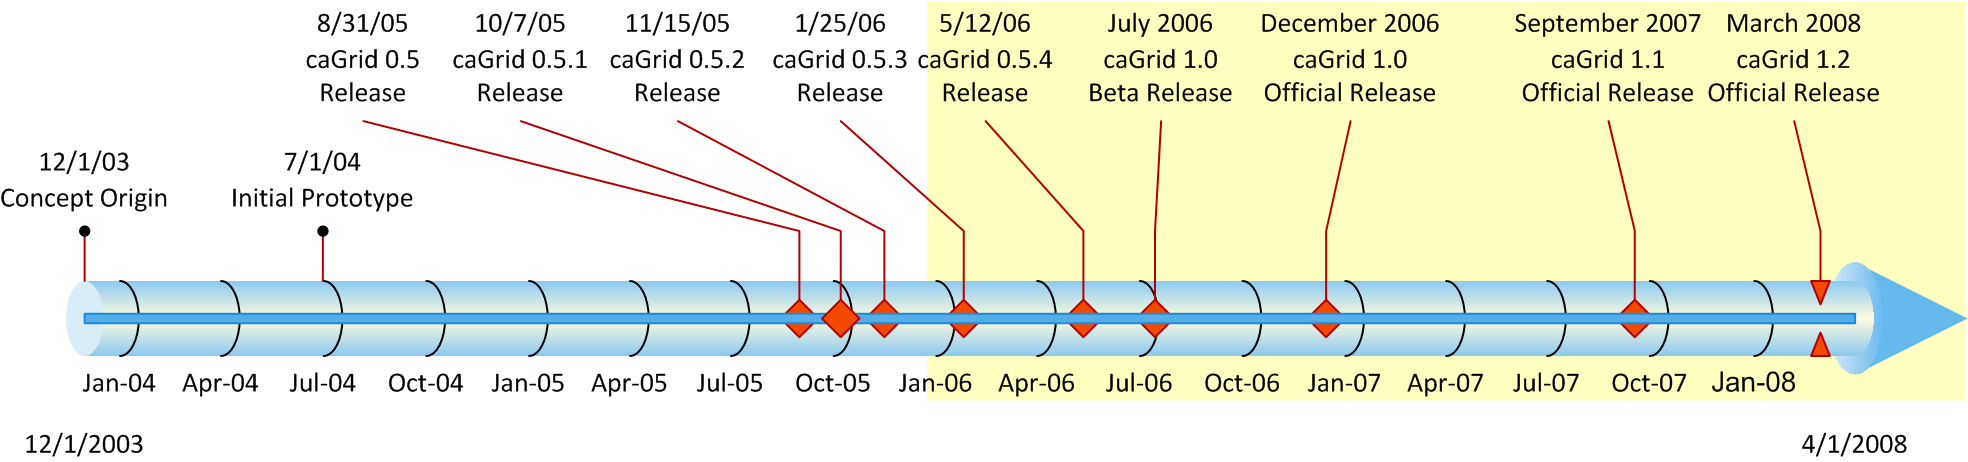 8/31/05
caGrid 0.5
Release
10/7/05
caGrid 0.5.1
Release
11/15/05
caGrid 0.5.2
Release
1/25/06
caGrid 0.5.3
Release
5/12/06
caGrid 0.5.4
Release
July 2006
caGrid 1.0
Beta Release
December 2006
caGrid 1.0
Official Release
September 2007
caGrid 1.1
Official Release
March 2008
caGrid 1.2
Official Release
12/1/03
Concept Origin
7/1/04
Initial Prototype
Jan-04 Apr-04 Jul-04 Oct-04 Jan-05 Apr-05 Jul-05 Oct-05 Jan-06 Apr-06 Jul-06 Oct-06 Jan-07 Apr-07 Jul-07 Oct-07 Jan-08
12/1/2003 4/1/2008